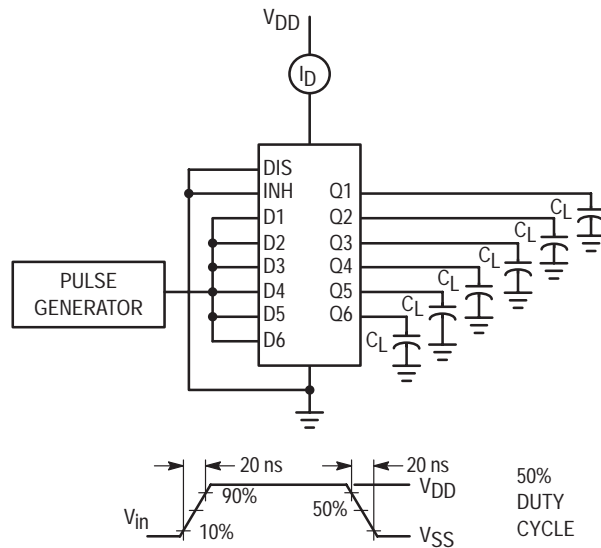 VDD
ID
DIS
INH Q1
D1 Q2
D2 Q3
D3 Q4
D4 Q5
D5 Q6
D6
CL
CL
CL
CL
CL
CL
PULSE
GENERATOR
20 ns 20 ns
90% 50% VDD
Vin 10% VSS
50%
DUTY
CYCLE